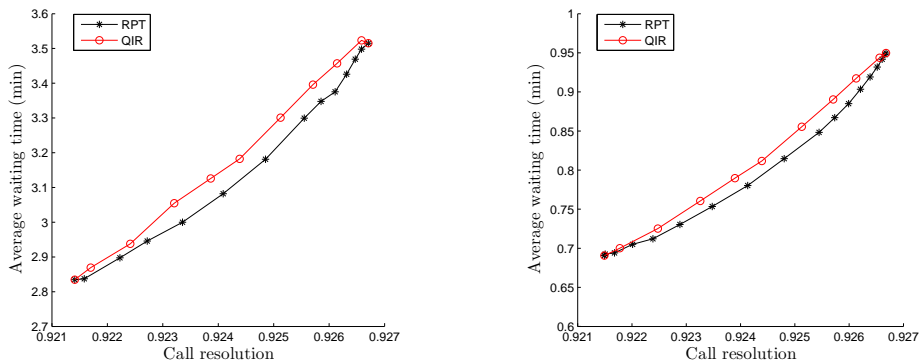 3.6
3.5
3.4
3.3
3.2
3.1
3
2.9
2.8
2.7
0.921 0.922 0.923 0.924 0.925 0.926 0.927
Average waiting time (min)
Call resolution
RPT
QIR
1
0.95
0.9
0.85
0.8
0.75
0.7
0.65
0.6
0.921 0.922 0.923 0.924 0.925 0.926 0.927
Average waiting time (min)
Call resolution
RPT
QIR